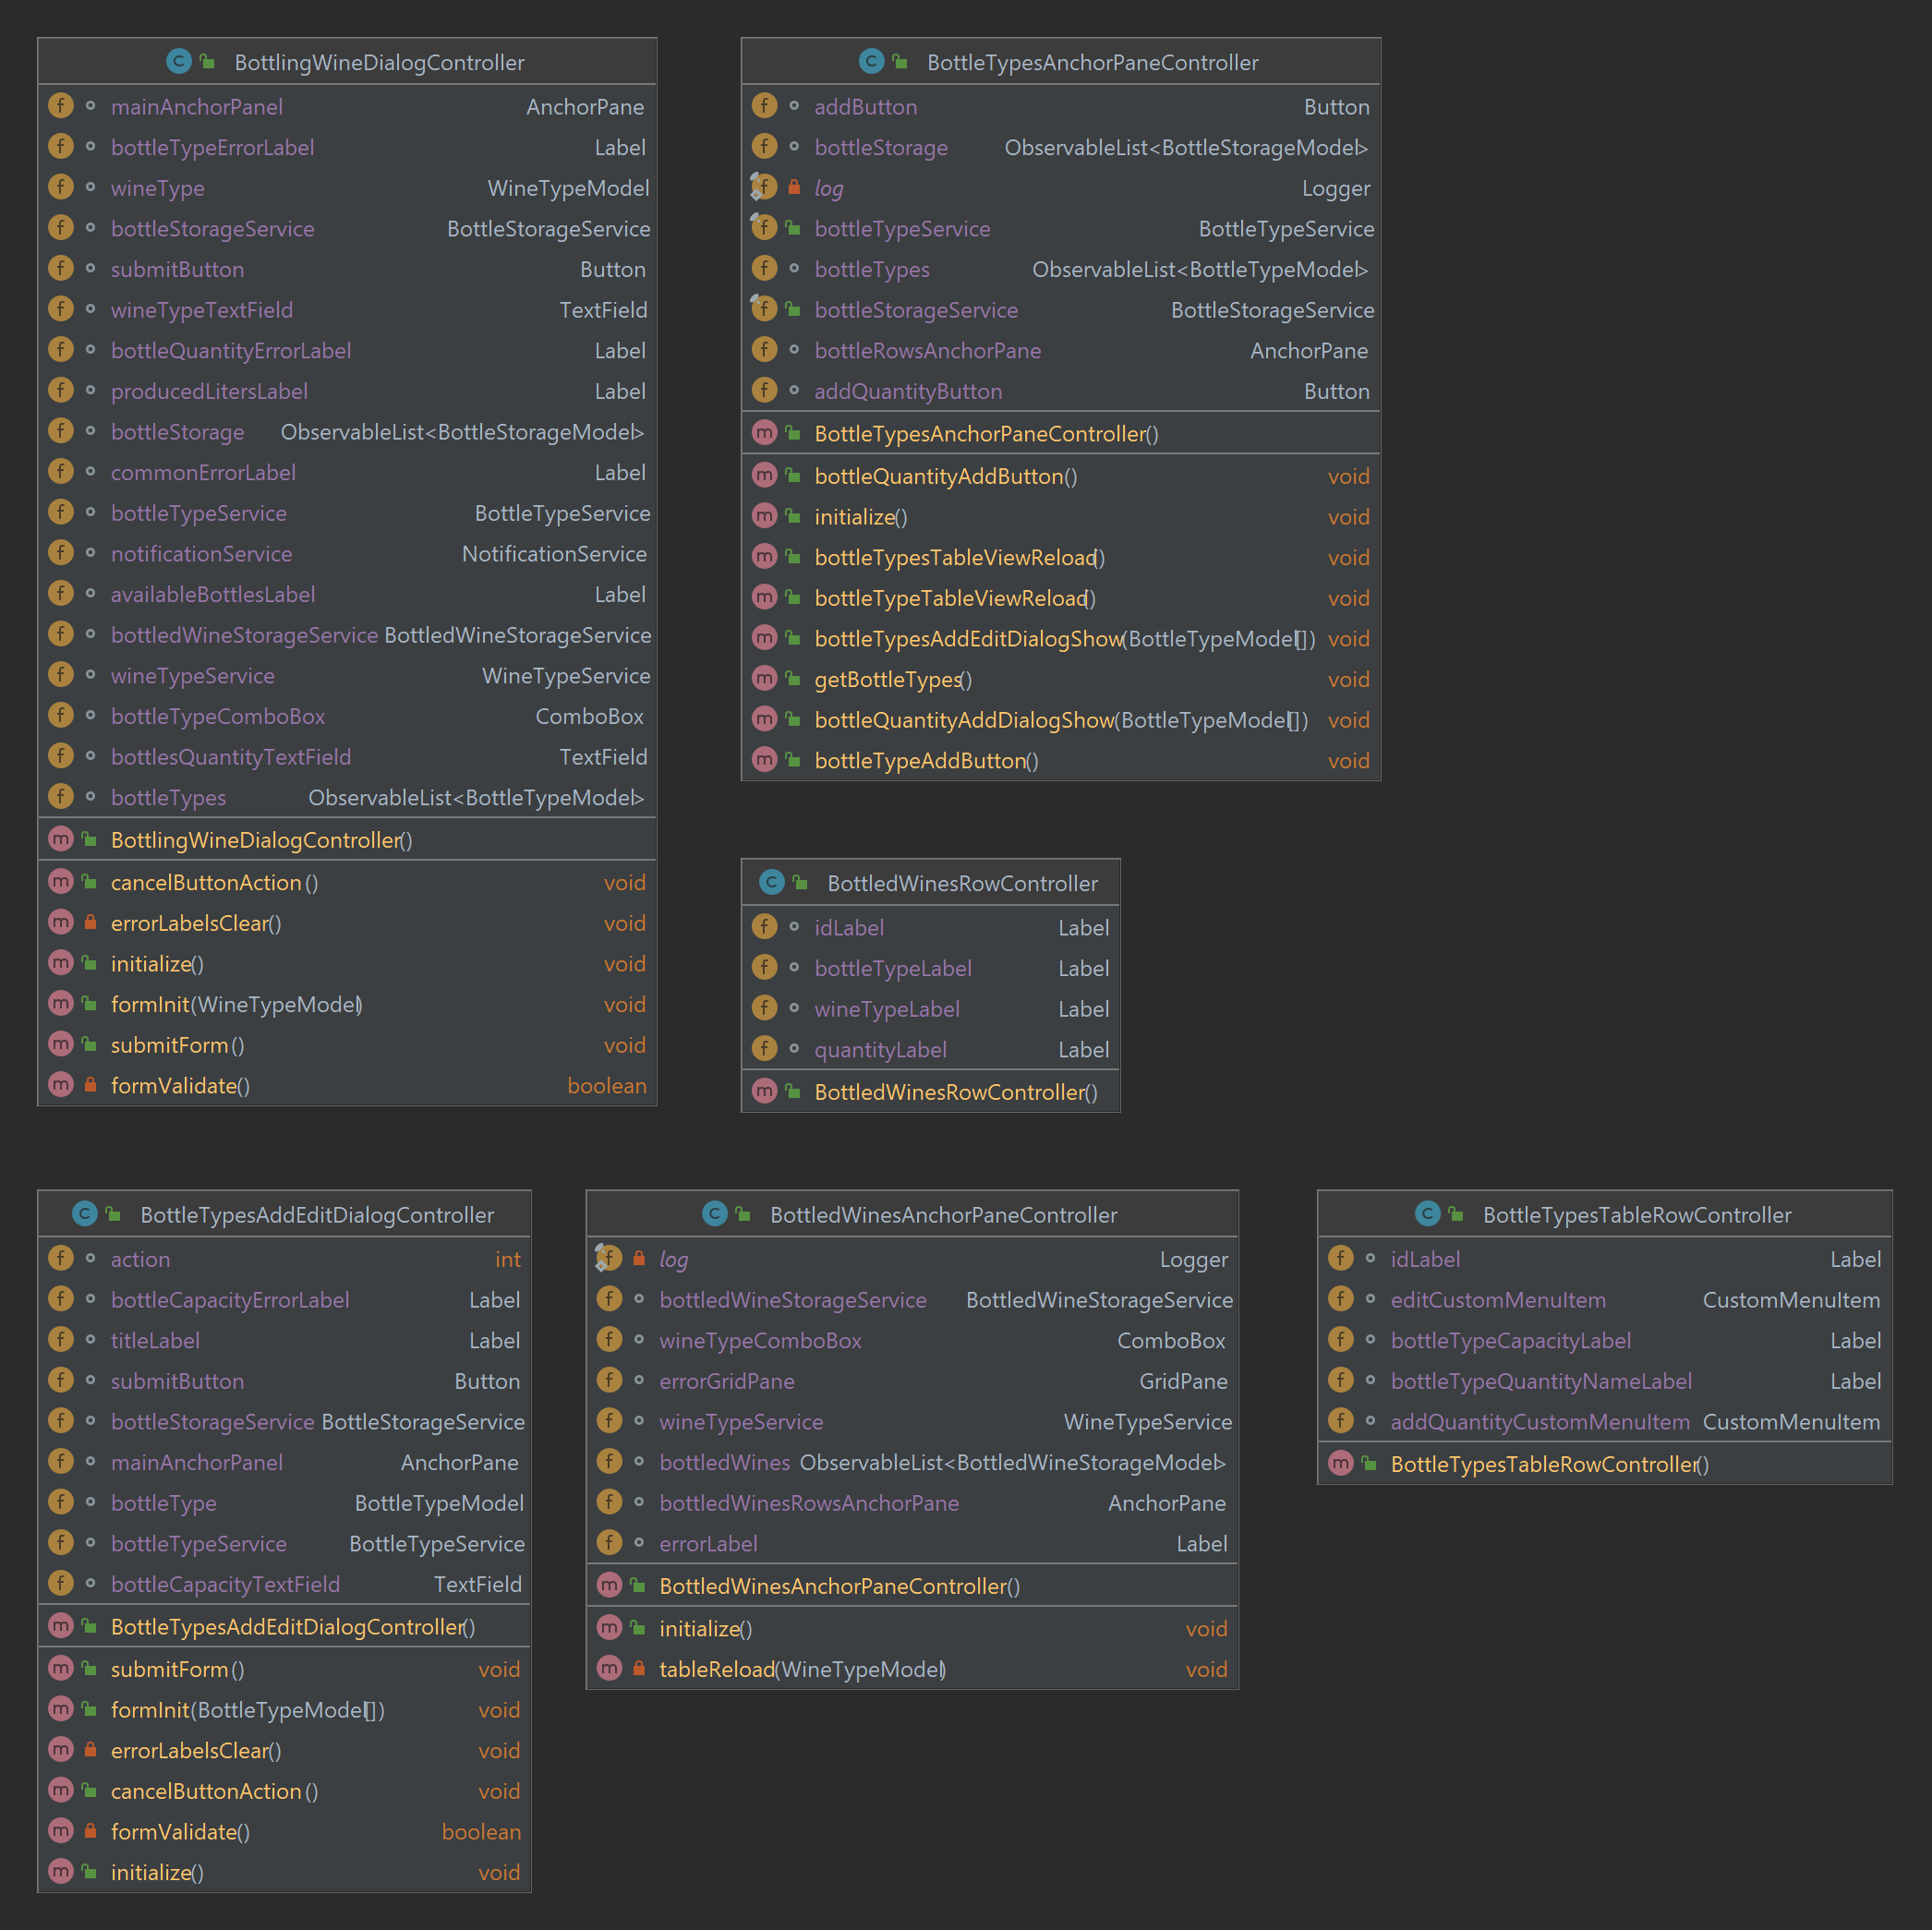 BottlingWineDialogController
mainAnchorPanel AnchorPane
bottleTypeErrorLabel Label
wineType WineTypeModel
bottleStorageService BottleStorageService
submitButton Button
wineTypeTextField TextField
bottleQuantityErrorLabel Label
producedLitersLabel Label
bottleStorage ObservableList<BottleStorageModel>
commonErrorLabel Label
bottleTypeService BottleTypeService
notificationService NotificationService
availableBottlesLabel Label
bottledWineStorageService BottledWineStorageService
wineTypeService WineTypeService
bottleTypeComboBox ComboBox
bottlesQuantityTextField TextField
bottleTypes ObservableList<BottleTypeModel>
BottlingWineDialogController()
cancelButtonAction() void
errorLabelsClear() void
initialize() void
formInit(WineTypeModel) void
submitForm() void
formValidate() boolean
BottleTypesAnchorPaneController
addButton Button
bottleStorage ObservableList<BottleStorageModel>
log Logger
bottleTypeService BottleTypeService
bottleTypes ObservableList<BottleTypeModel>
bottleStorageService BottleStorageService
bottleRowsAnchorPane AnchorPane
addQuantityButton Button
BottleTypesAnchorPaneController()
bottleQuantityAddButton() void
initialize() void
bottleTypesTableViewReload() void
bottleTypeTableViewReload() void
bottleTypesAddEditDialogShow(BottleTypeModel[]) void
getBottleTypes() void
bottleQuantityAddDialogShow(BottleTypeModel[]) void
bottleTypeAddButton() void
BottledWinesRowController
idLabel Label
bottleTypeLabel Label
wineTypeLabel Label
quantityLabel Label
BottledWinesRowController()
BottleTypesAddEditDialogController
action int
bottleCapacityErrorLabel Label
titleLabel Label
submitButton Button
bottleStorageService BottleStorageService
mainAnchorPanel AnchorPane
bottleType BottleTypeModel
bottleTypeService BottleTypeService
bottleCapacityTextField TextField
BottleTypesAddEditDialogController()
submitForm() void
formInit(BottleTypeModel[]) void
errorLabelsClear() void
cancelButtonAction() void
formValidate() boolean
initialize() void
BottledWinesAnchorPaneController
log Logger
bottledWineStorageService BottledWineStorageService
wineTypeComboBox ComboBox
errorGridPane GridPane
wineTypeService WineTypeService
bottledWines ObservableList<BottledWineStorageModel>
bottledWinesRowsAnchorPane AnchorPane
errorLabel Label
BottledWinesAnchorPaneController()
initialize() void
tableReload(WineTypeModel) void
BottleTypesTableRowController
idLabel Label
editCustomMenuItem CustomMenuItem
bottleTypeCapacityLabel Label
bottleTypeQuantityNameLabel Label
addQuantityCustomMenuItem CustomMenuItem
BottleTypesTableRowController()